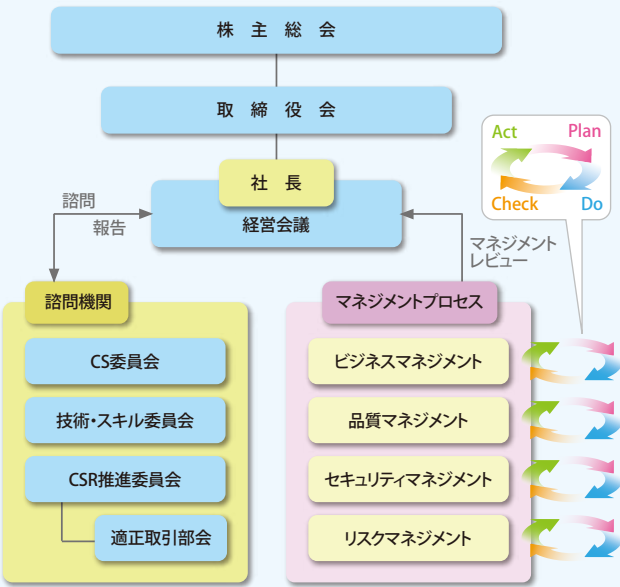 株主総会
取締役会
社長
経営会議
諮問
報告
マネジメント
レビュー
Act
Plan
Check
Do
諮問機関
CS委員会
技術・スキル委員会
CSR推進委員会
適正取引部会
マネジメントプロセス
ビジネスマネジメント
品質マネジメント
セキュリティマネジメント
リスクマネジメント